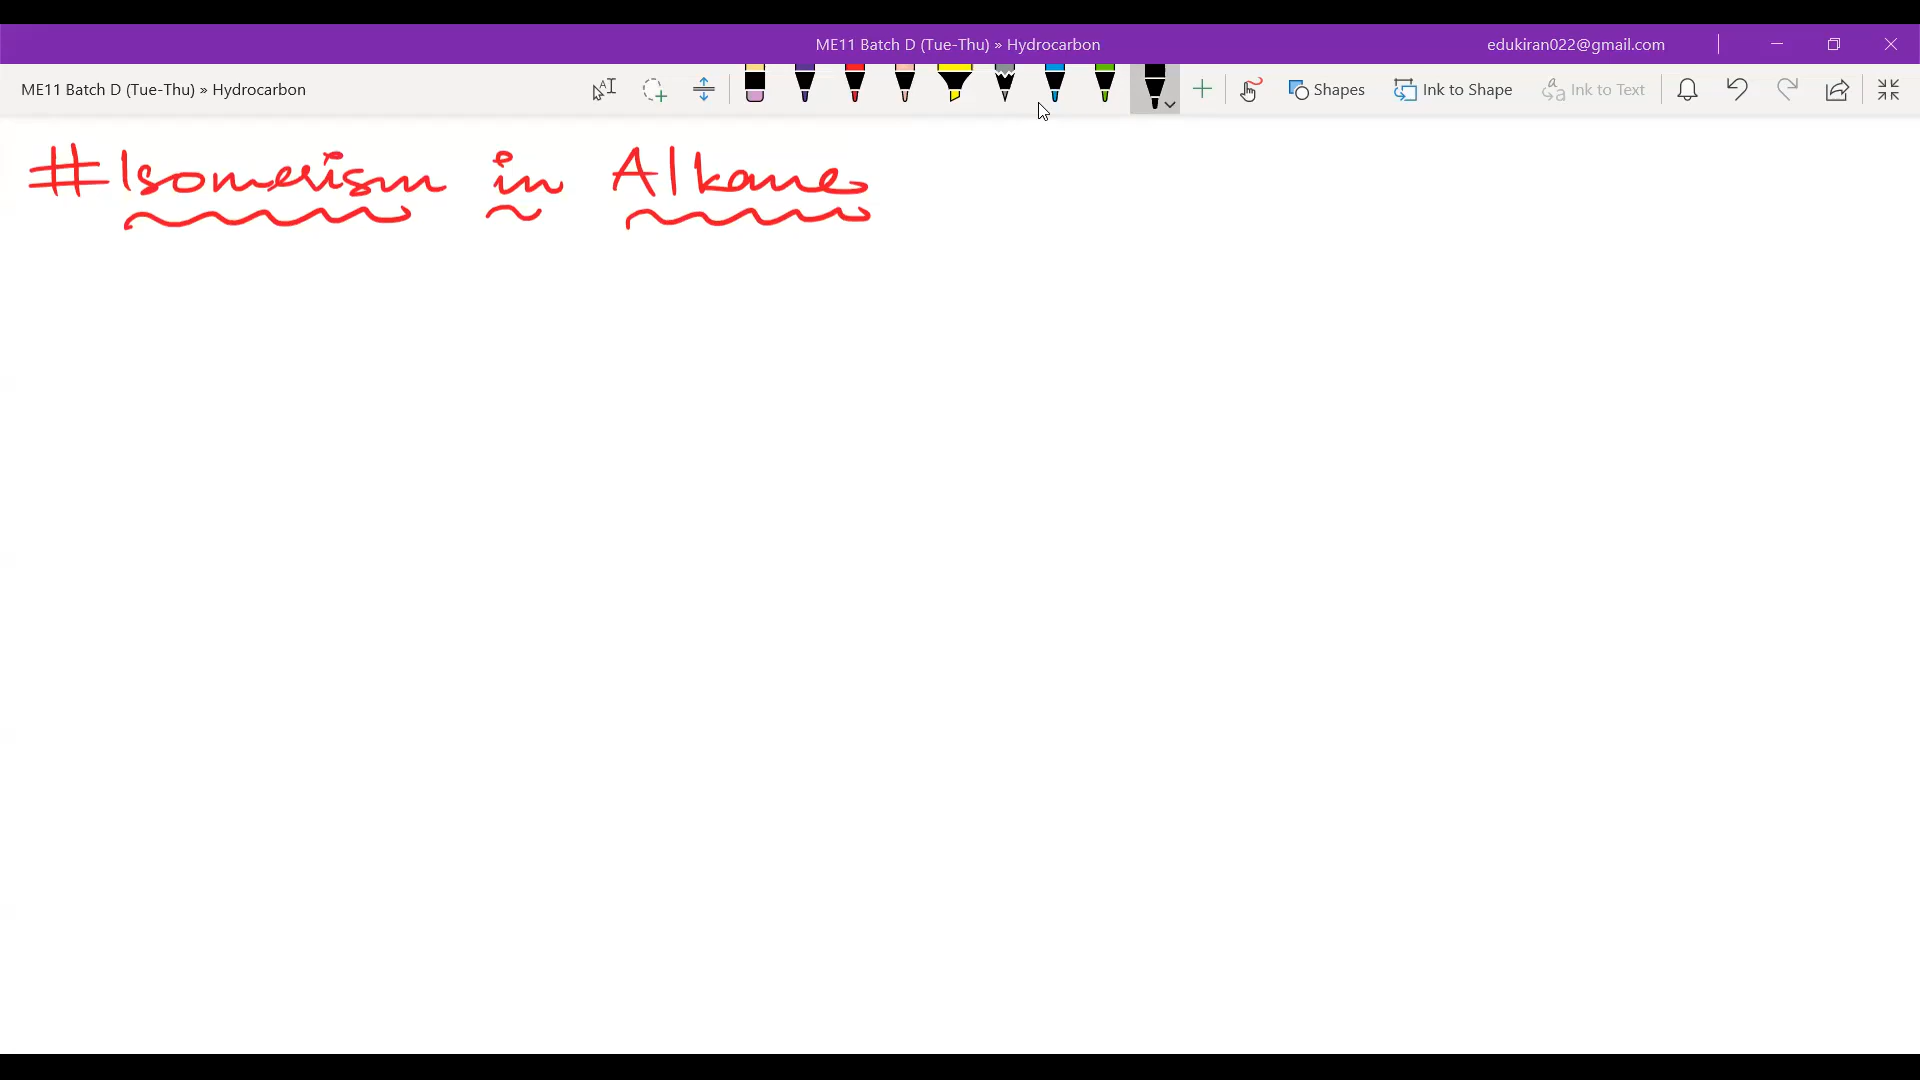 ME11 Batch D (Tue-Thu) » Hydrocarbon
edukiran022@gmail.com
ME11 Batch D (Tue-Thu) » Hydrocarbon
Shapes
Ink to Shape
Ink to Text
#Isomerism in Alkanes